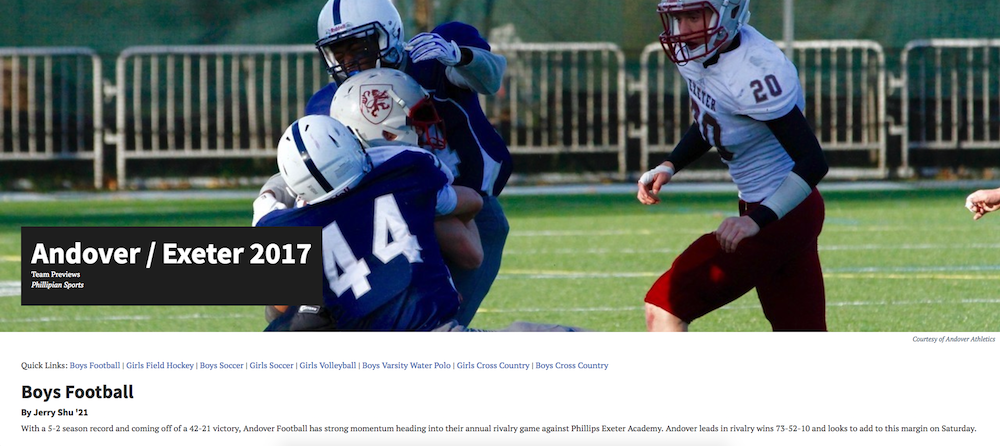 20
EXETER
20
44
Andover / Exeter 2017
Team Previews
Phillipian Sports
Courtesy of Andover Athletics
Quick Links: Boys Football | Girls Field Hockey | Boys Soccer | Girls Soccer | Girls Volleyball | Boys Varsity Water Polo | Girls Cross Country | Boys Cross Country
Boys Football
By Jerry Shu '21
With a 5-2 season record and coming off of a 42-21 victory, Andover Football has strong momentum heading into their annual rivalry game against Phillips Exeter Academy. Andover leads in rivalry wins 73-52-10 and looks to add to this margin on Saturday.